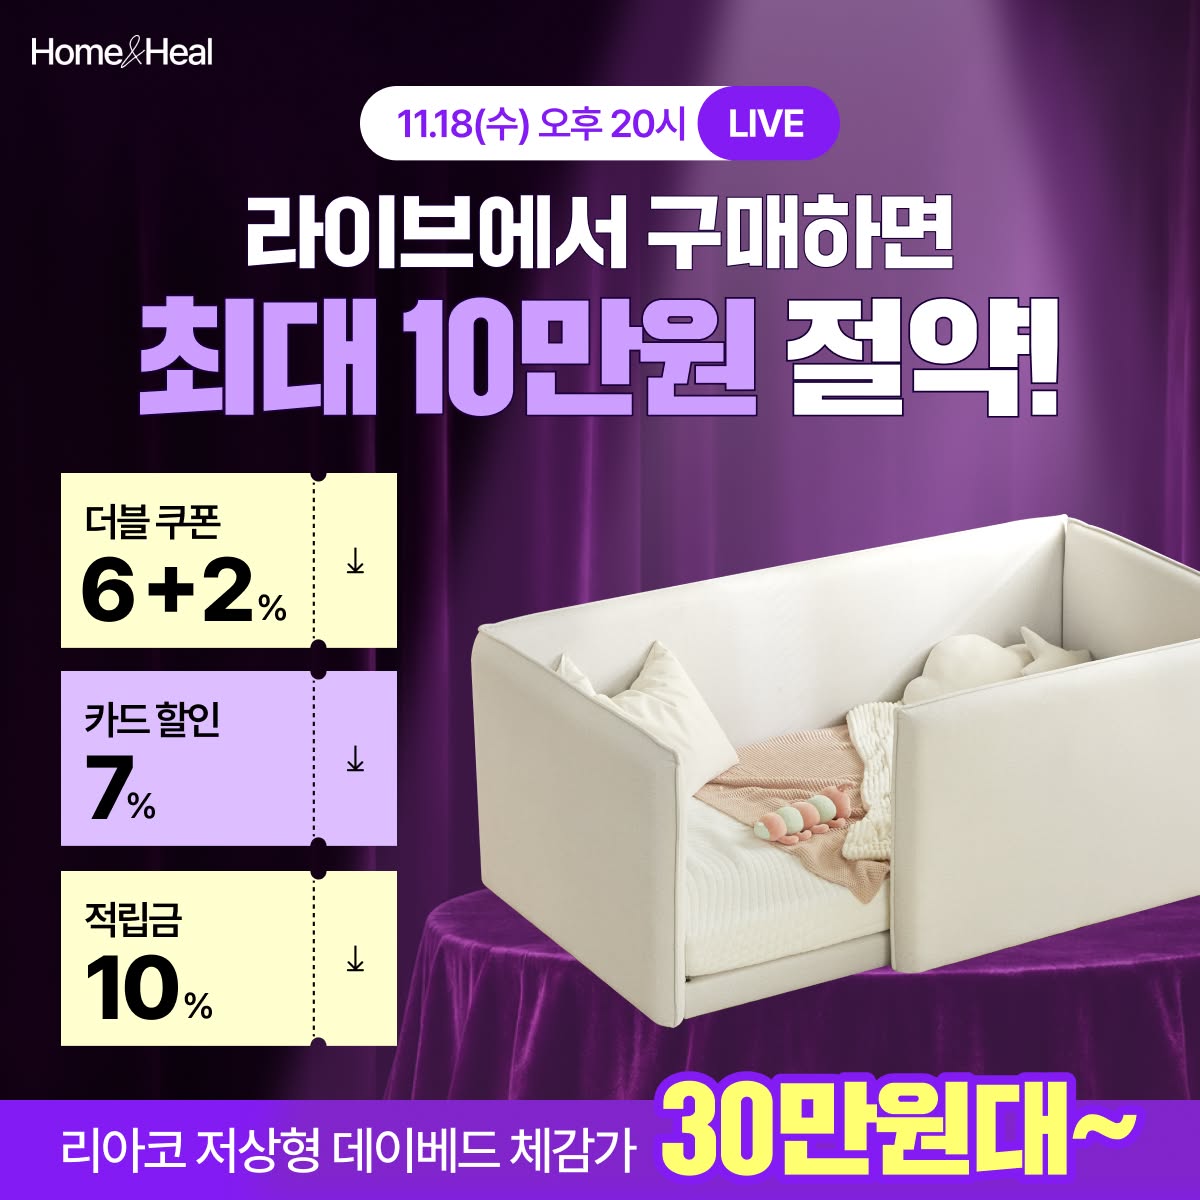 Home&Heal
11.18(수) 오후 20시 LIVE
라이브에서 구매하면
최대 10만원 절약!
더블 쿠폰
6+2%
카드 할인
7%
적립금
10%
리아코 저상형 데이베드 체감가 30만원대~